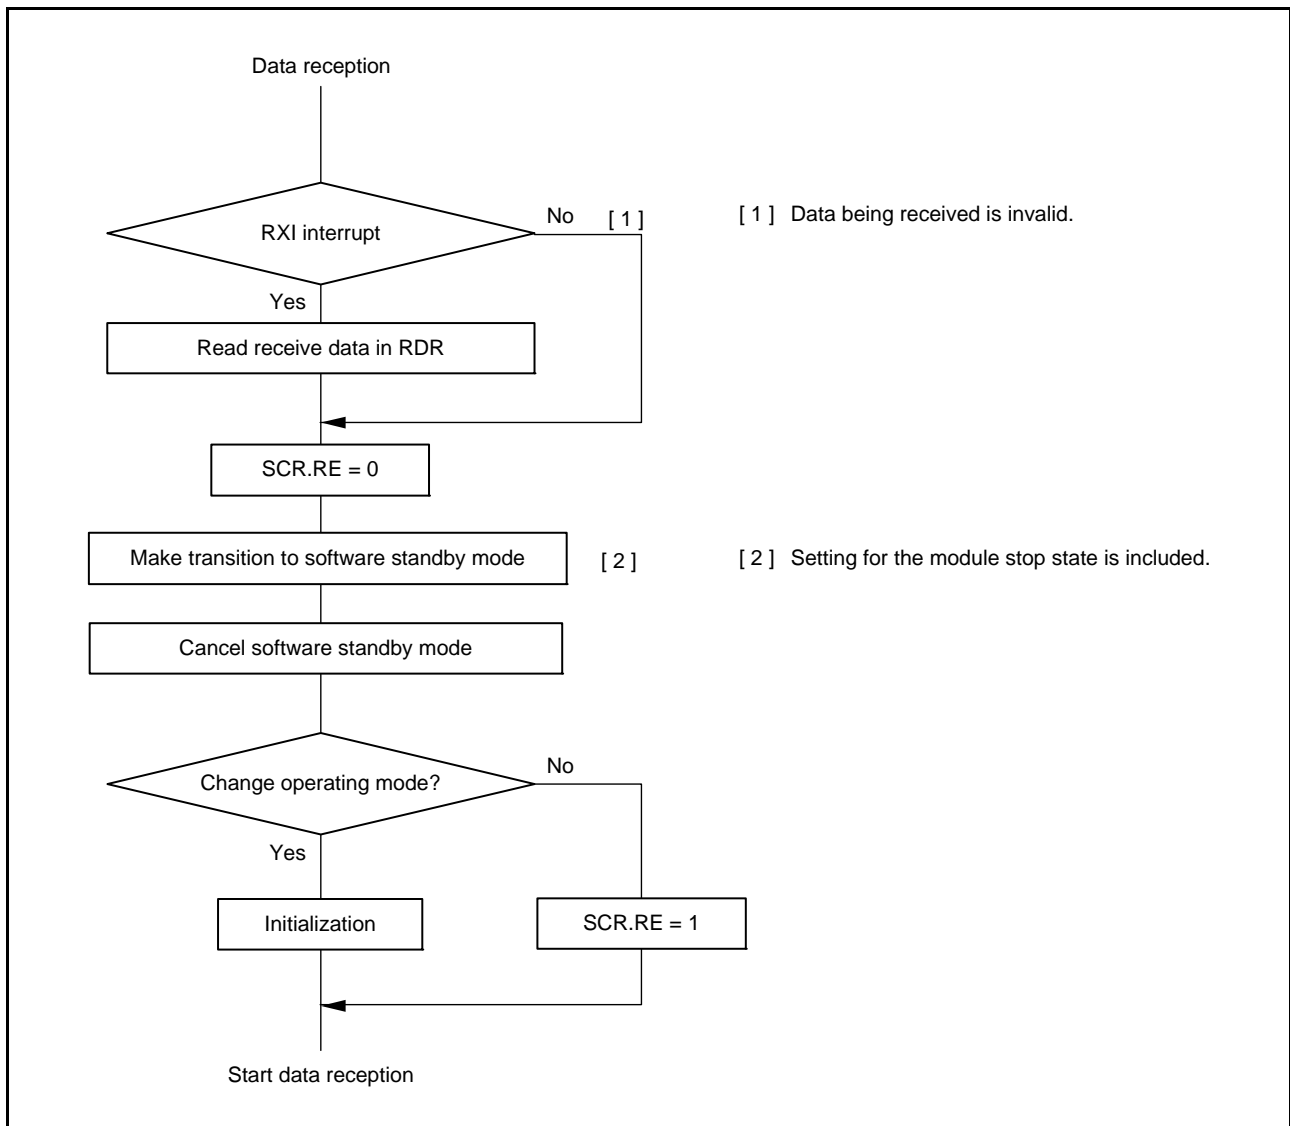 Data reception
No
[ 1 ]
[ 1 ] Data being received is invalid.
RXI interrupt
Yes
Read receive data in RDR
SCR.RE = 0
Make transition to software standby mode
[ 2 ]
[ 2 ] Setting for the module stop state is included.
Cancel software standby mode
No
Change operating mode?
Yes
Initialization
SCR.RE = 1
Start data reception